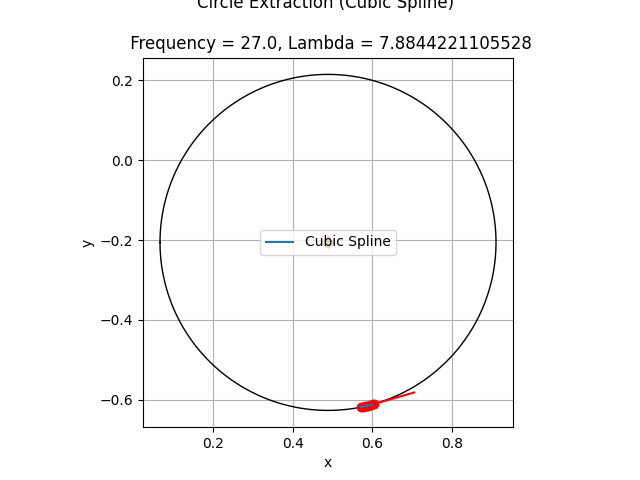 Circle Extraction (Cubic Spline)
Frequency = 27.0, Lambda = 7.8844221105528
0.2
0.0
−0.2
−0.4
−0.6
y
Cubic Spline
0.2 0.4 0.6 0.8
x